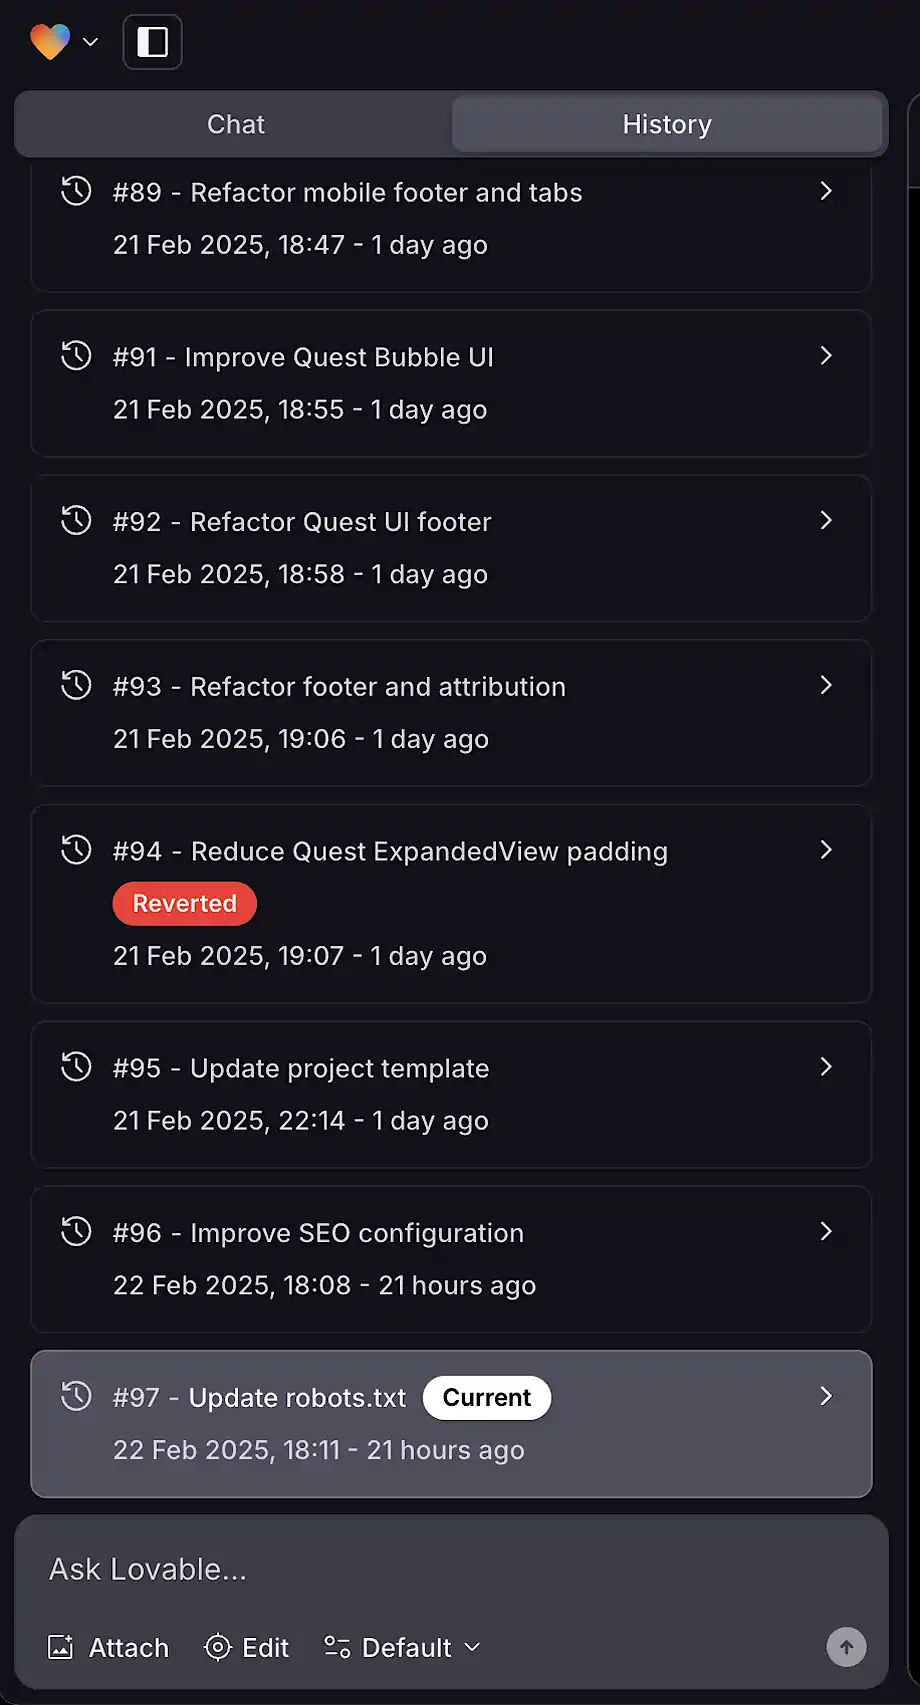 Chat
History
#89 - Refactor mobile footer and tabs
21 Feb 2025, 18:47 - 1 day ago
#91 - Improve Quest Bubble UI
21 Feb 2025, 18:55 - 1 day ago
#92 - Refactor Quest UI footer
21 Feb 2025, 18:58 - 1 day ago
#93 - Refactor footer and attribution
21 Feb 2025, 19:06 - 1 day ago
#94 - Reduce Quest ExpandedView padding
Reverted
21 Feb 2025, 19:07 - 1 day ago
#95 - Update project template
21 Feb 2025, 22:14 - 1 day ago
#96 - Improve SEO configuration
22 Feb 2025, 18:08 - 21 hours ago
#97 - Update robots.txt Current
22 Feb 2025, 18:11 - 21 hours ago
Ask Lovable...
Attach Edit Default